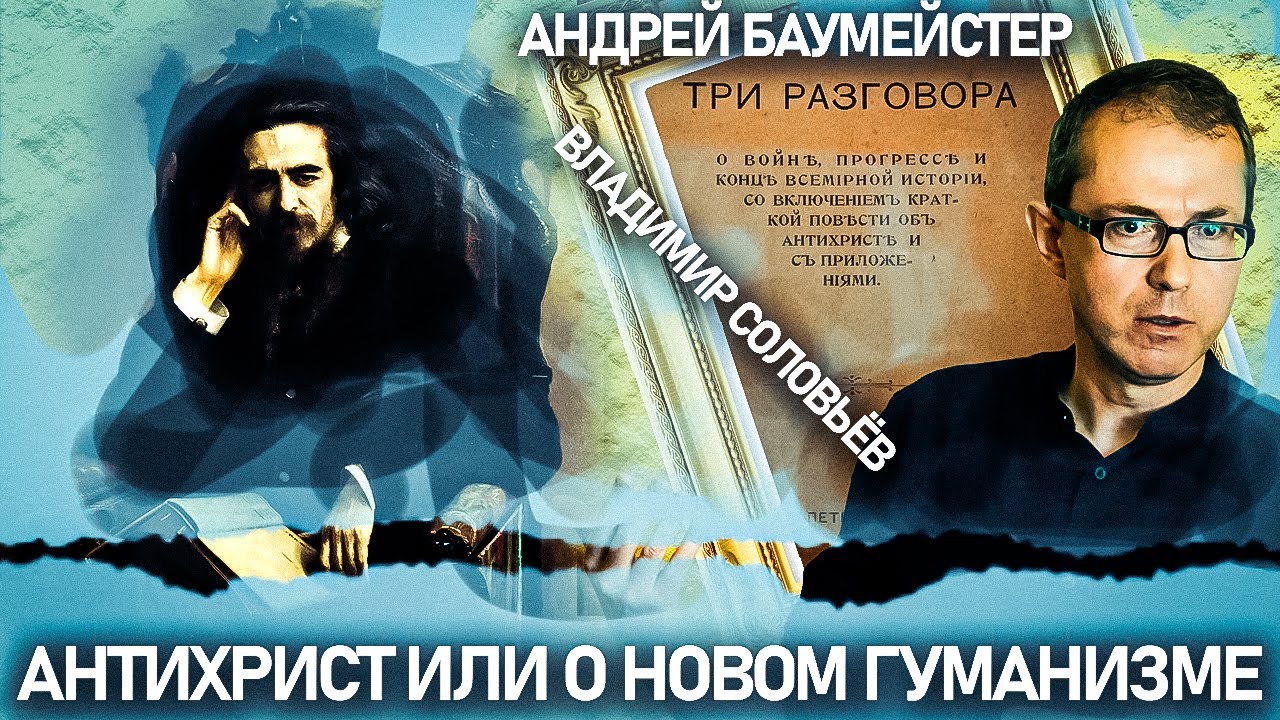 АНДРЕЙ БАУМЕЙСТЕР
ТРИ РАЗГОВОРА
О ВОЙНѢ, ПРОГРЕССѢ И
КОНЦѢ ВСЕМІРНОЙ ИСТОРІИ,
СО ВКЛЮЧЕНІЕМЪ КРАТ-
КОЙ ПОВѢСТИ ОБЪ
АНТИХРИСТѢ И
СЪ ПРИЛОЖЕ-
НІЯМИ.
ВЛАДИМИР СОЛОВЬЁВ
АНТИХРИСТ ИЛИ О НОВОМ ГУМАНИЗМЕ